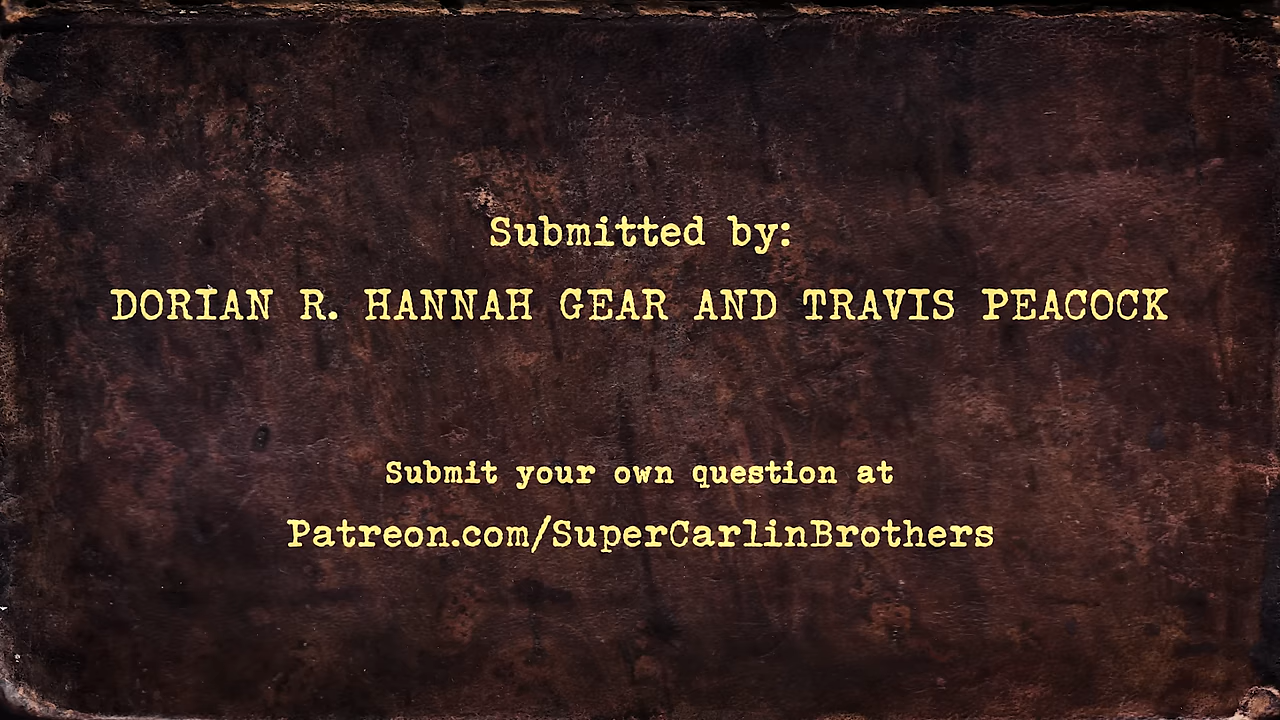 Submitted by:
DORIAN R. HANNAH GEAR AND TRAVIS PEACOCK
Submit your own question at
Patreon.com/SuperCarlinBrothers